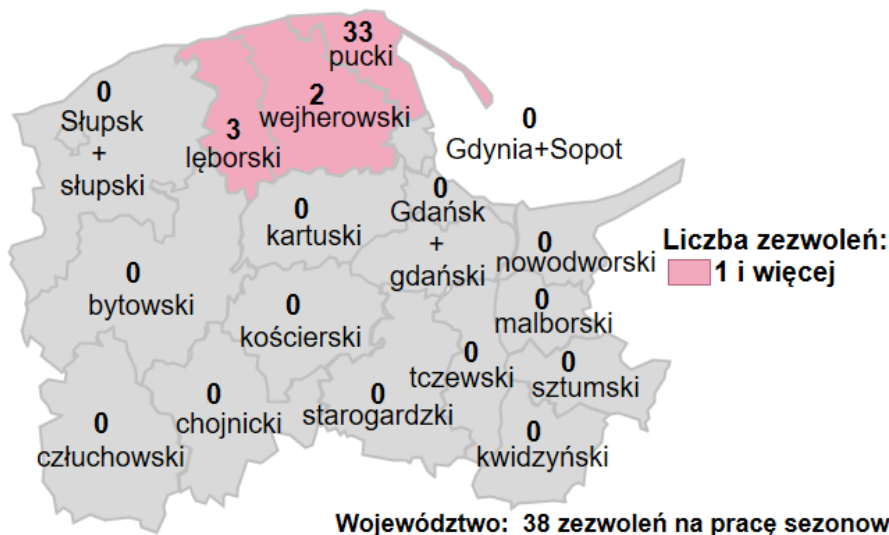 33
pucki
0
Słupsk
+
słupski
2
wejherowski
3
lęborski
0
Gdynia+Sopot
0
kartuski
0
Gdańsk
+
gdański
0
nowodworski
Liczba zezwoleń:
1 i więcej
0
bytowski
0
kościerski
0
malborski
0
tczewski
0
sztumski
0
człuchowski
0
chojnicki
0
starogardzki
0
kwidzyński
Województwo: 38 zezwoleń na pracę sezonow